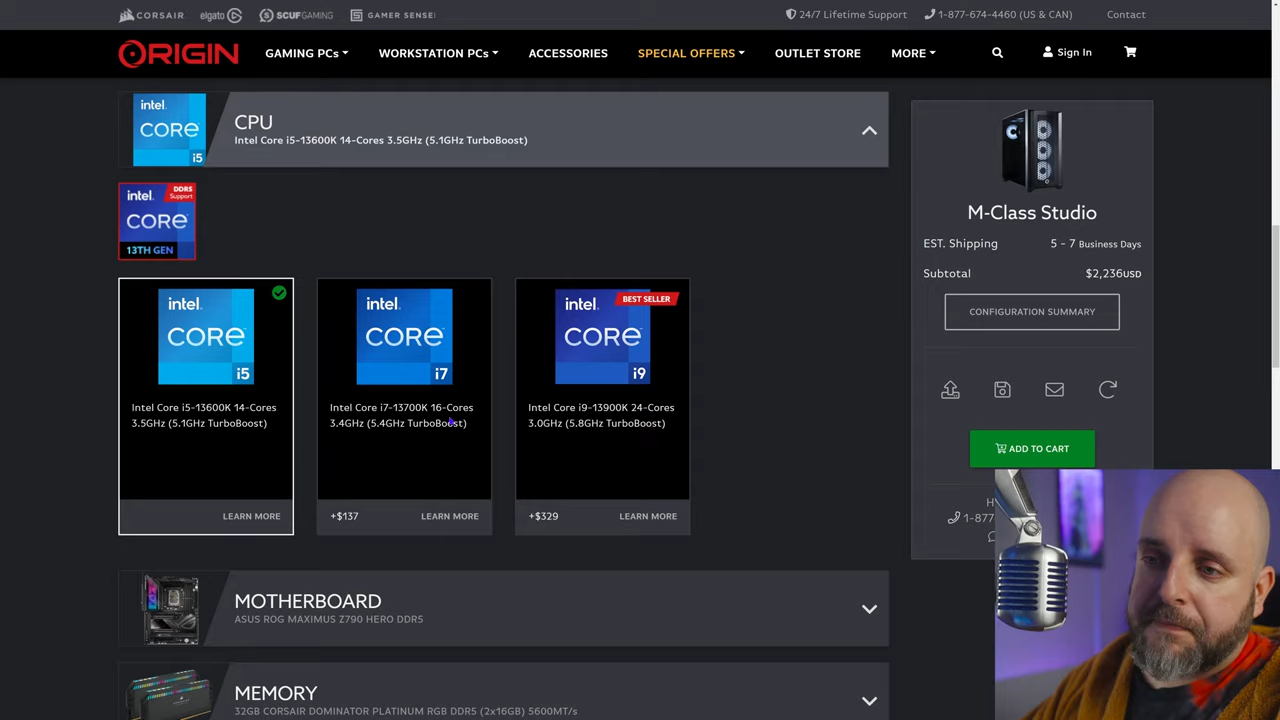 CORSAIR elgato SCUFGAMING GAMER SENSEI 24/7 Lifetime Support 1-877-674-4460 (US & CAN) Contact
ORIGIN GAMING PCs WORKSTATION PCs ACCESSORIES SPECIAL OFFERS OUTLET STORE MORE Sign In
intel
CORE
i5
CPU
Intel Core i5-13600K 14-Cores 3.5GHz (5.1GHz TurboBoost)
intel
DDR5
Support
CORE
13TH GEN
intel
CORE
i5
Intel Core i5-13600K 14-Cores
3.5GHz (5.1GHz TurboBoost)
LEARN MORE
intel
CORE
i7
Intel Core i7-13700K 16-Cores
3.4GHz (5.4GHz TurboBoost)
+$137 LEARN MORE
BEST SELLER
intel
CORE
i9
Intel Core i9-13900K 24-Cores
3.0GHz (5.8GHz TurboBoost)
+$329 LEARN MORE
MOTHERBOARD
ASUS ROG MAXIMUS Z790 HERO DDR5
MEMORY
32GB CORSAIR DOMINATOR PLATINUM RGB DDR5 (2x16GB) 5600MT/s
M-Class Studio
EST. Shipping 5 - 7 Business Days
Subtotal $2,236USD
CONFIGURATION SUMMARY
ADD TO CART
H
1-877